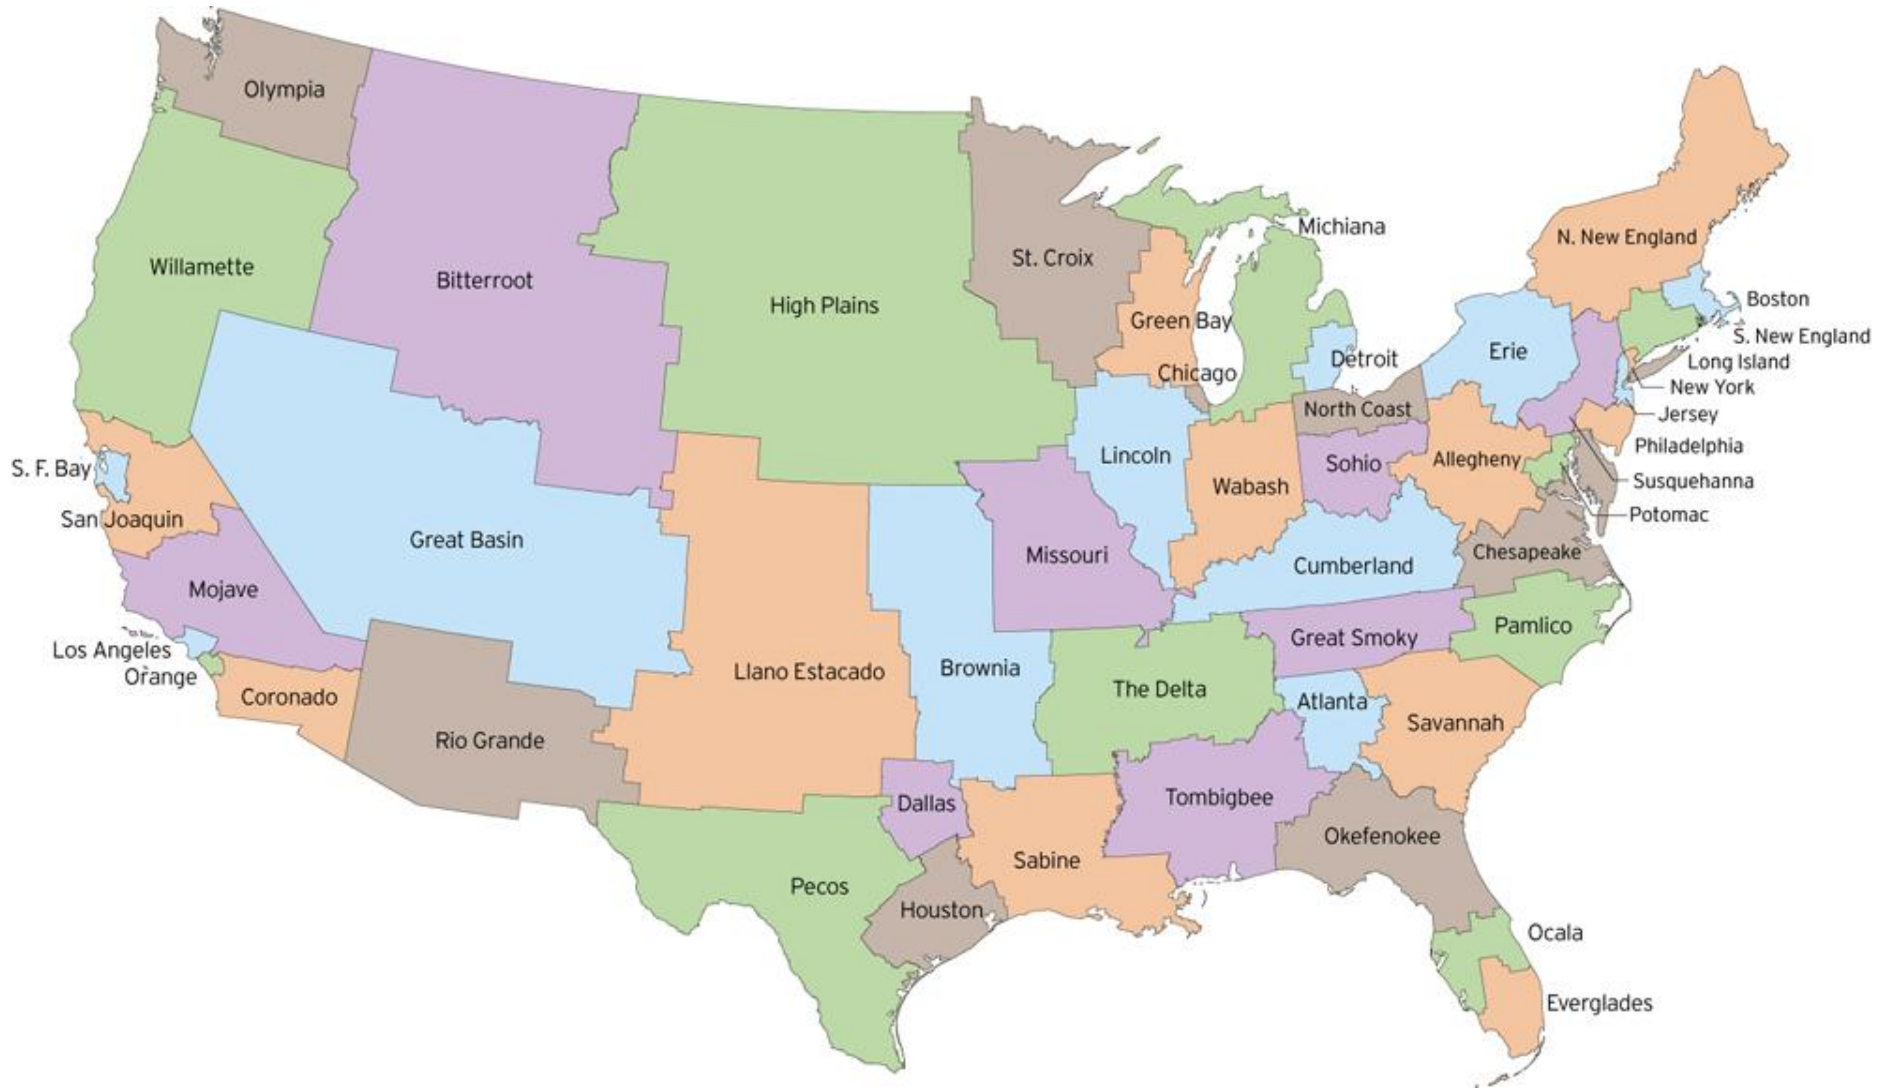 Olympia
Michiana
N. New England
St. Croix
Willamette
Bitterroot
Boston
High Plains
Green Bay
S. New England
Erie
Detroit
Long Island
Chicago
New York
North Coast
Jersey
Philadelphia
Lincoln
Allegheny
Sohio
S. F. Bay
Wabash
Susquehanna
Potomac
San Joaquin
Great Basin
Missouri
Chesapeake
Cumberland
Mojave
Pamlico
Great Smoky
Los Angeles
Brownia
Llano Estacado
Orange
The Delta
Coronado
Atlanta
Savannah
Rio Grande
Tombigbee
Dallas
Okefenokee
Sabine
Pecos
Houston
Ocala
Everglades